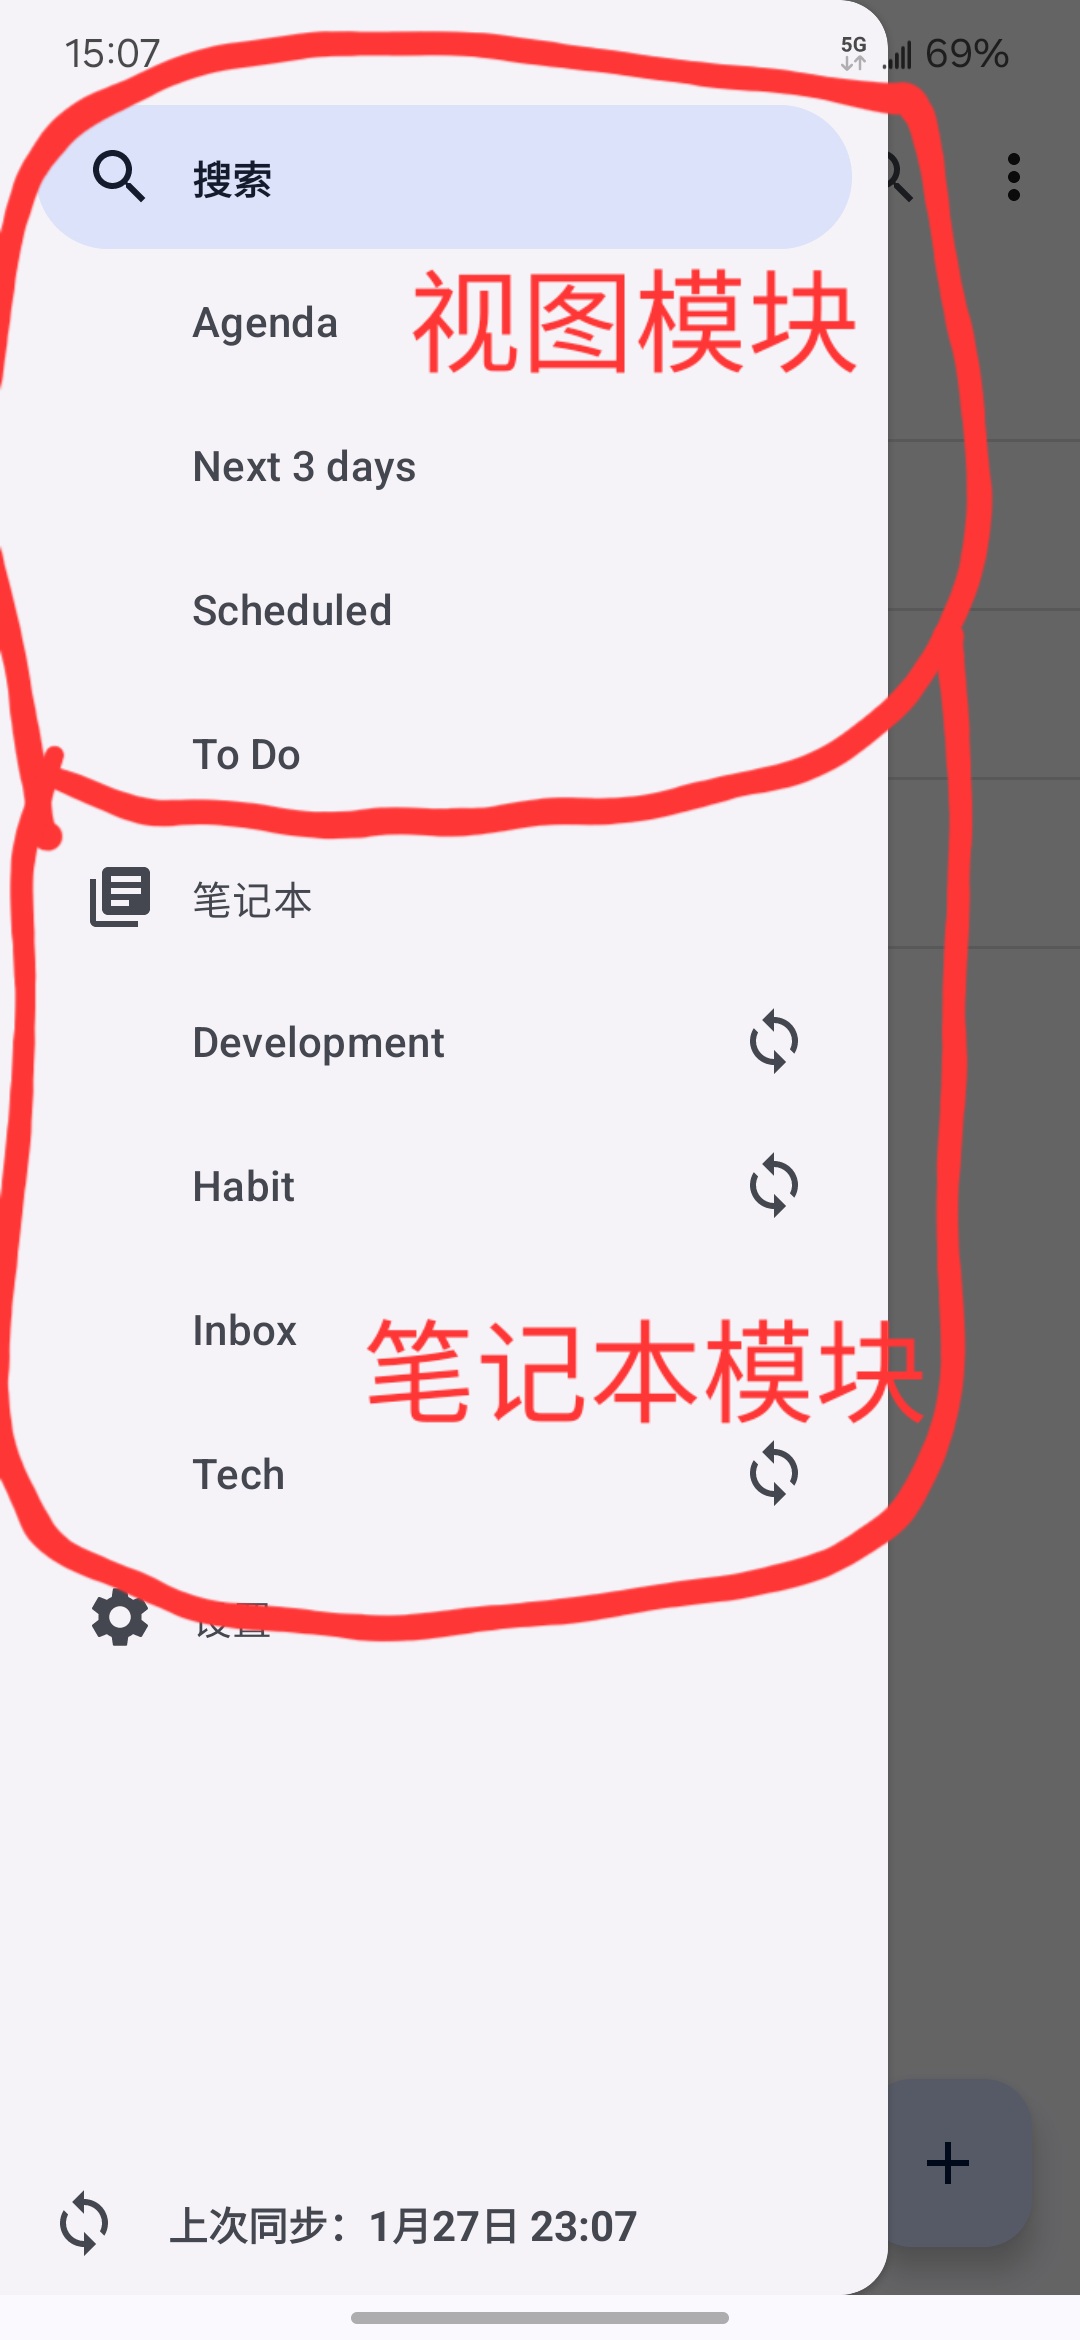 15:07 5G 69%
搜索
Agenda
视图模块
Next 3 days
Scheduled
To Do
笔记本
Development
Habit
Inbox
笔记本模块
Tech
设置
上次同步：1月27日 23:07